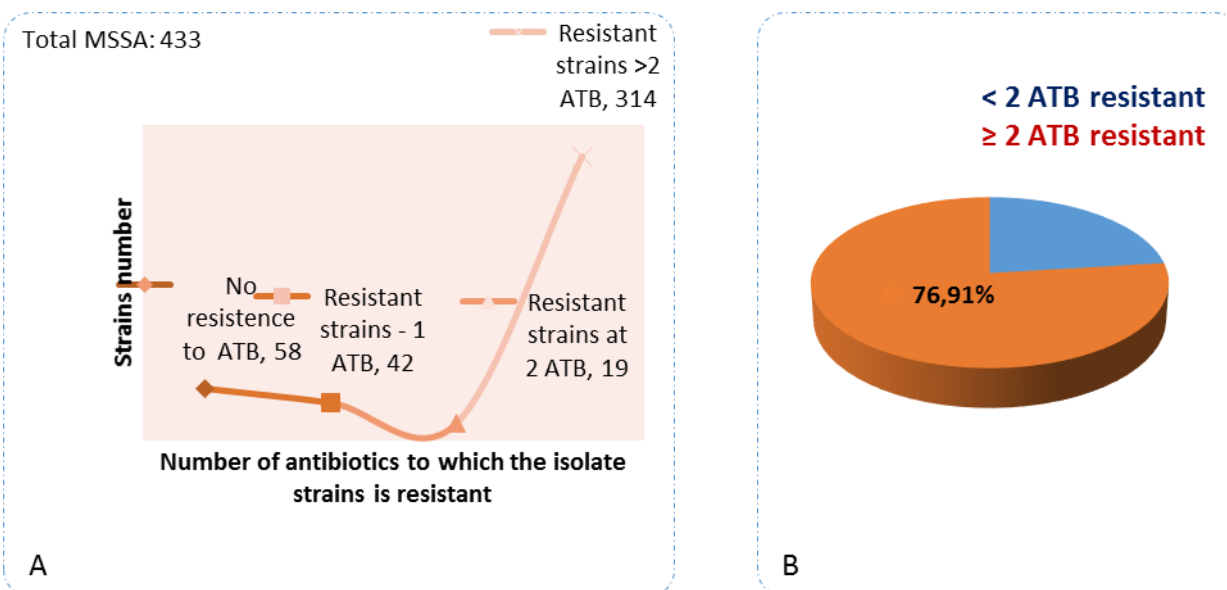 Total MSSA: 433
Resistant
strains >2
ATB, 314
Strains number
No
resistence
to ATB, 58
Resistant
strains - 1
ATB, 42
Resistant
strains at
2 ATB, 19
Number of antibiotics to which the isolate
strains is resistant
A
< 2 ATB resistant
≥ 2 ATB resistant
76,91%
B